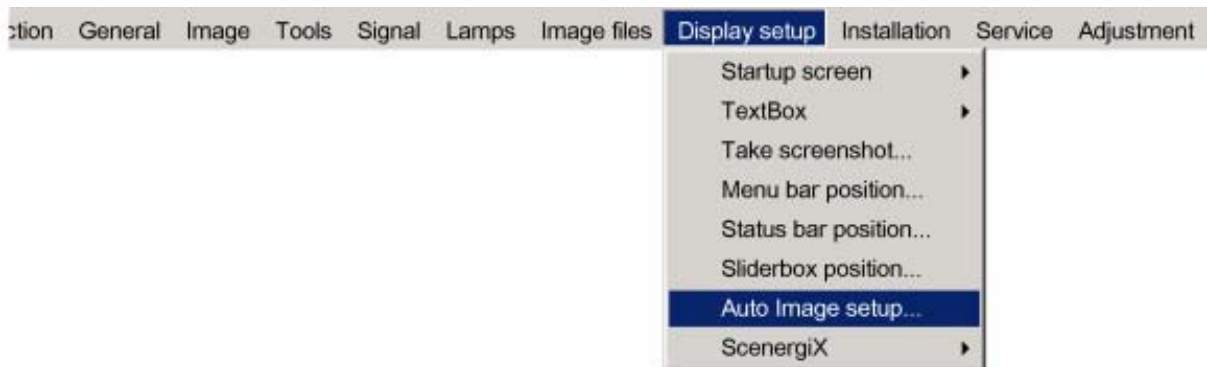 ction General Image Tools Signal Lamps Image files Display setup Installation Service Adjustment
Startup screen
TextBox
Take screenshot...
Menu bar position...
Status bar position...
Sliderbox position...
Auto Image setup...
ScenergiX